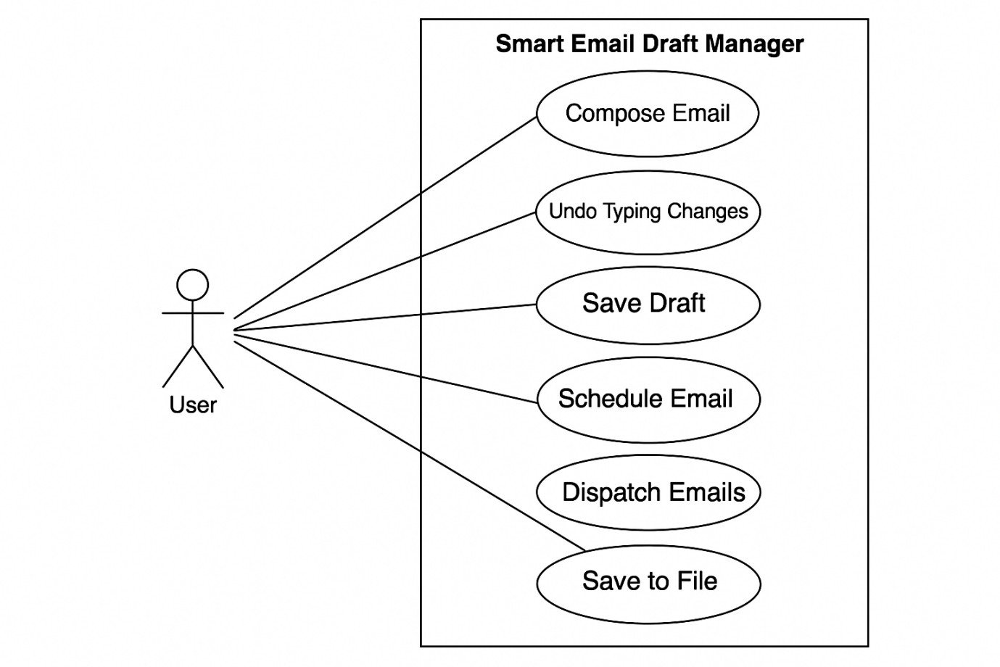 Smart Email Draft Manager
Compose Email
Undo Typing Changes
Save Draft
Schedule Email
Dispatch Emails
Save to File
User